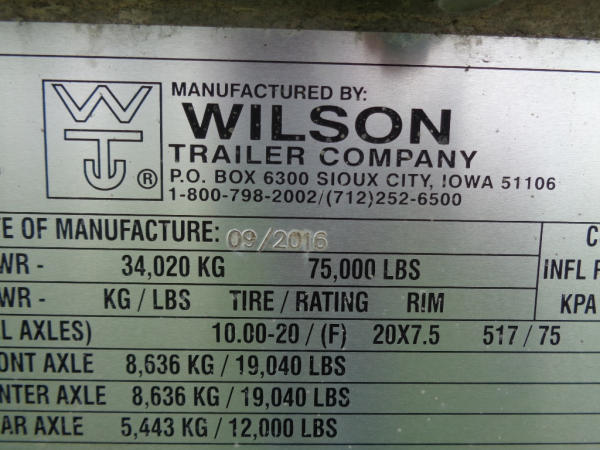 WTJ ®
MANUFACTURED BY:
WILSON
TRAILER COMPANY
P.O. BOX 6300 SIOUX CITY, IOWA 51106
1-800-798-2002/(712)252-6500
TE OF MANUFACTURE: 09/2016
WR - 34,020 KG 75,000 LBS INFL P
WR - KG / LBS TIRE / RATING RIM KPA
L AXLES) 10.00-20 / (F) 20X7.5 517 / 75
ONT AXLE 8,636 KG / 19,040 LBS
NTER AXLE 8,636 KG / 19,040 LBS
AR AXLE 5,443 KG / 12,000 LBS